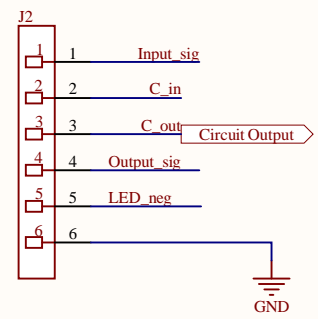 J2
1 1 Input_sig
2 2 C_in
3 3 C_out Circuit Output
4 4 Output_sig
5 5 LED_neg
6 6
GND